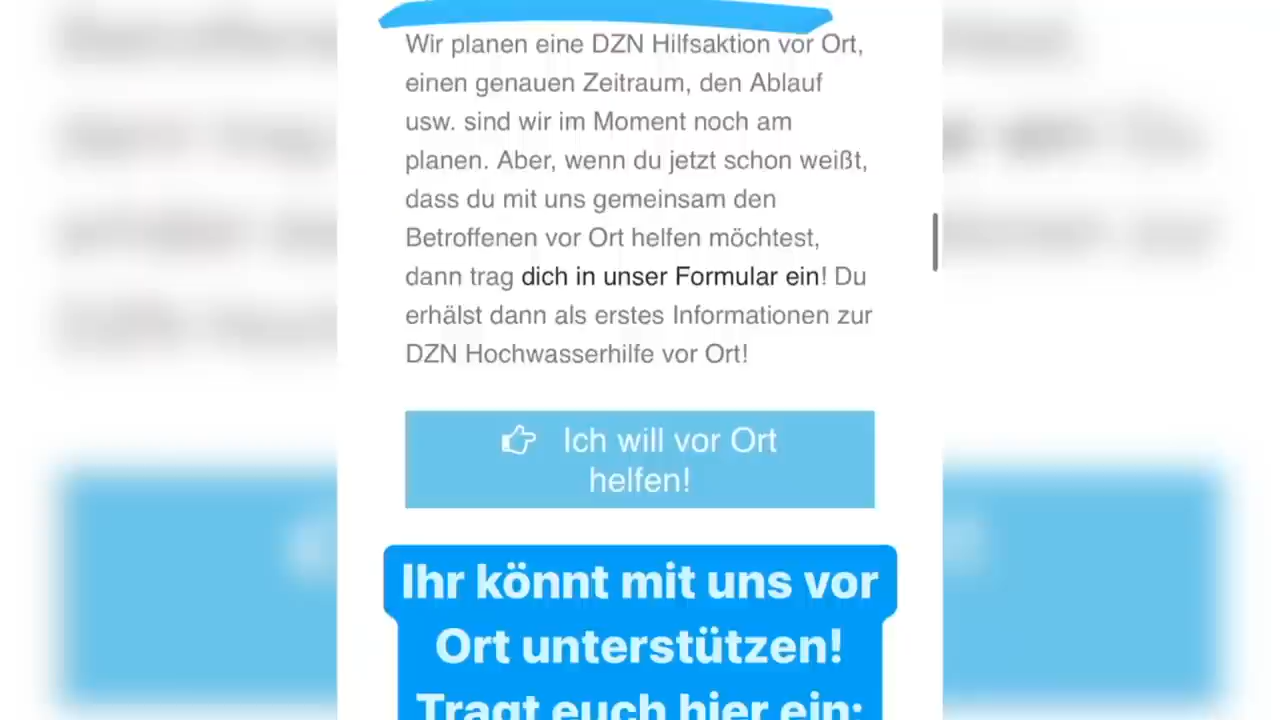 Wir planen eine DZN Hilfsaktion vor Ort,
einen genauen Zeitraum, den Ablauf
usw. sind wir im Moment noch am
planen. Aber, wenn du jetzt schon weißt,
dass du mit uns gemeinsam den
Betroffenen vor Ort helfen möchtest,
dann trag dich in unser Formular ein! Du
erhälst dann als erstes Informationen zur
DZN Hochwasserhilfe vor Ort!
Ich will vor Ort
helfen!
Ihr könnt mit uns vor
Ort unterstützen!
Tragt euch hier ein: